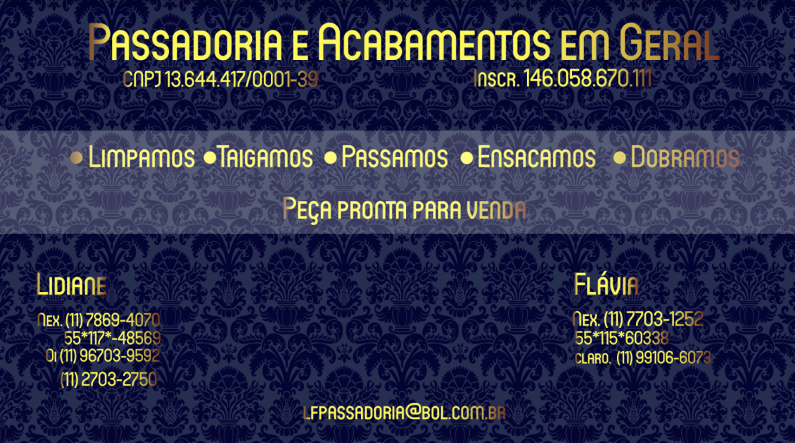 Passadoria e Acabamentos em Geral
CNPJ 13.644.417/0001-39 Inscr. 146.058.670.111
• Limpamos • Taigamos • Passamos • Ensacamos • Dobramos
Peça pronta para venda
Lidiane Flávia
Nex. (11) 7869-4070 Nex. (11) 7703-1252
55*117*-48569 55*115*60338
Oi (11) 96703-9592 claro. (11) 99106-6073
(11) 2703-2750
lfpassadoria@bol.com.br